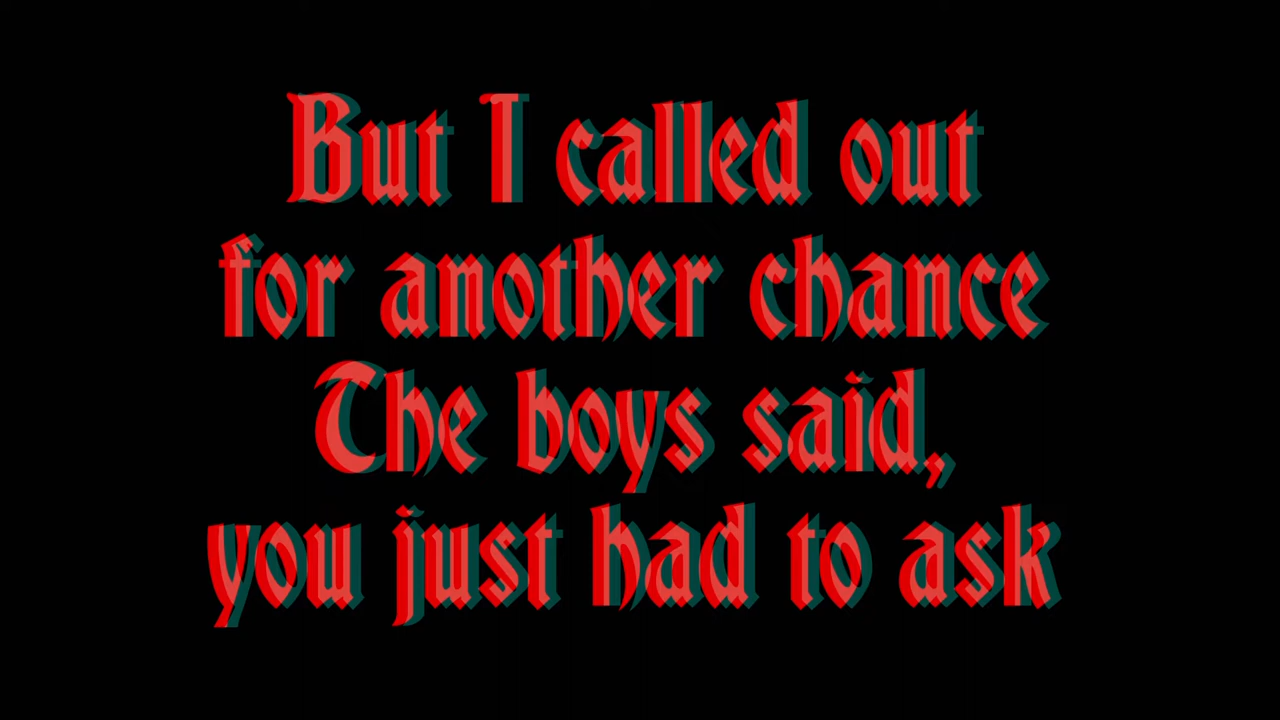 But I called out
for another chance
The boys said,
you just had to ask